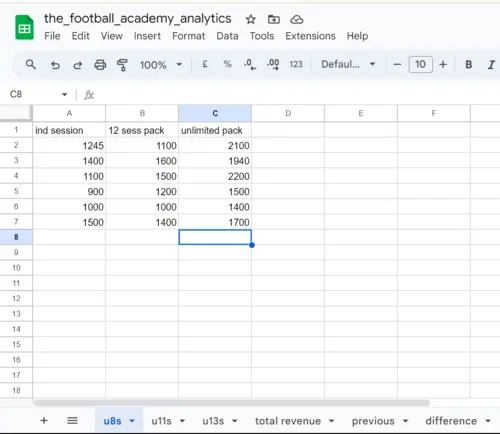 the_football_academy_analytics
File Edit View Insert Format Data Tools Extensions Help
100% £ % .0 .00 123 Defaul... − 10 + B I
C8 fx
A B C D E F
1 ind session 12 sess pack unlimited pack
2 1245 1100 2100
3 1400 1600 1940
4 1100 1500 2200
5 900 1200 1500
6 1000 1000 1400
7 1500 1400 1700
8
9
10
11
12
13
14
15
16
17
18
+ u8s u11s u13s total revenue previous difference